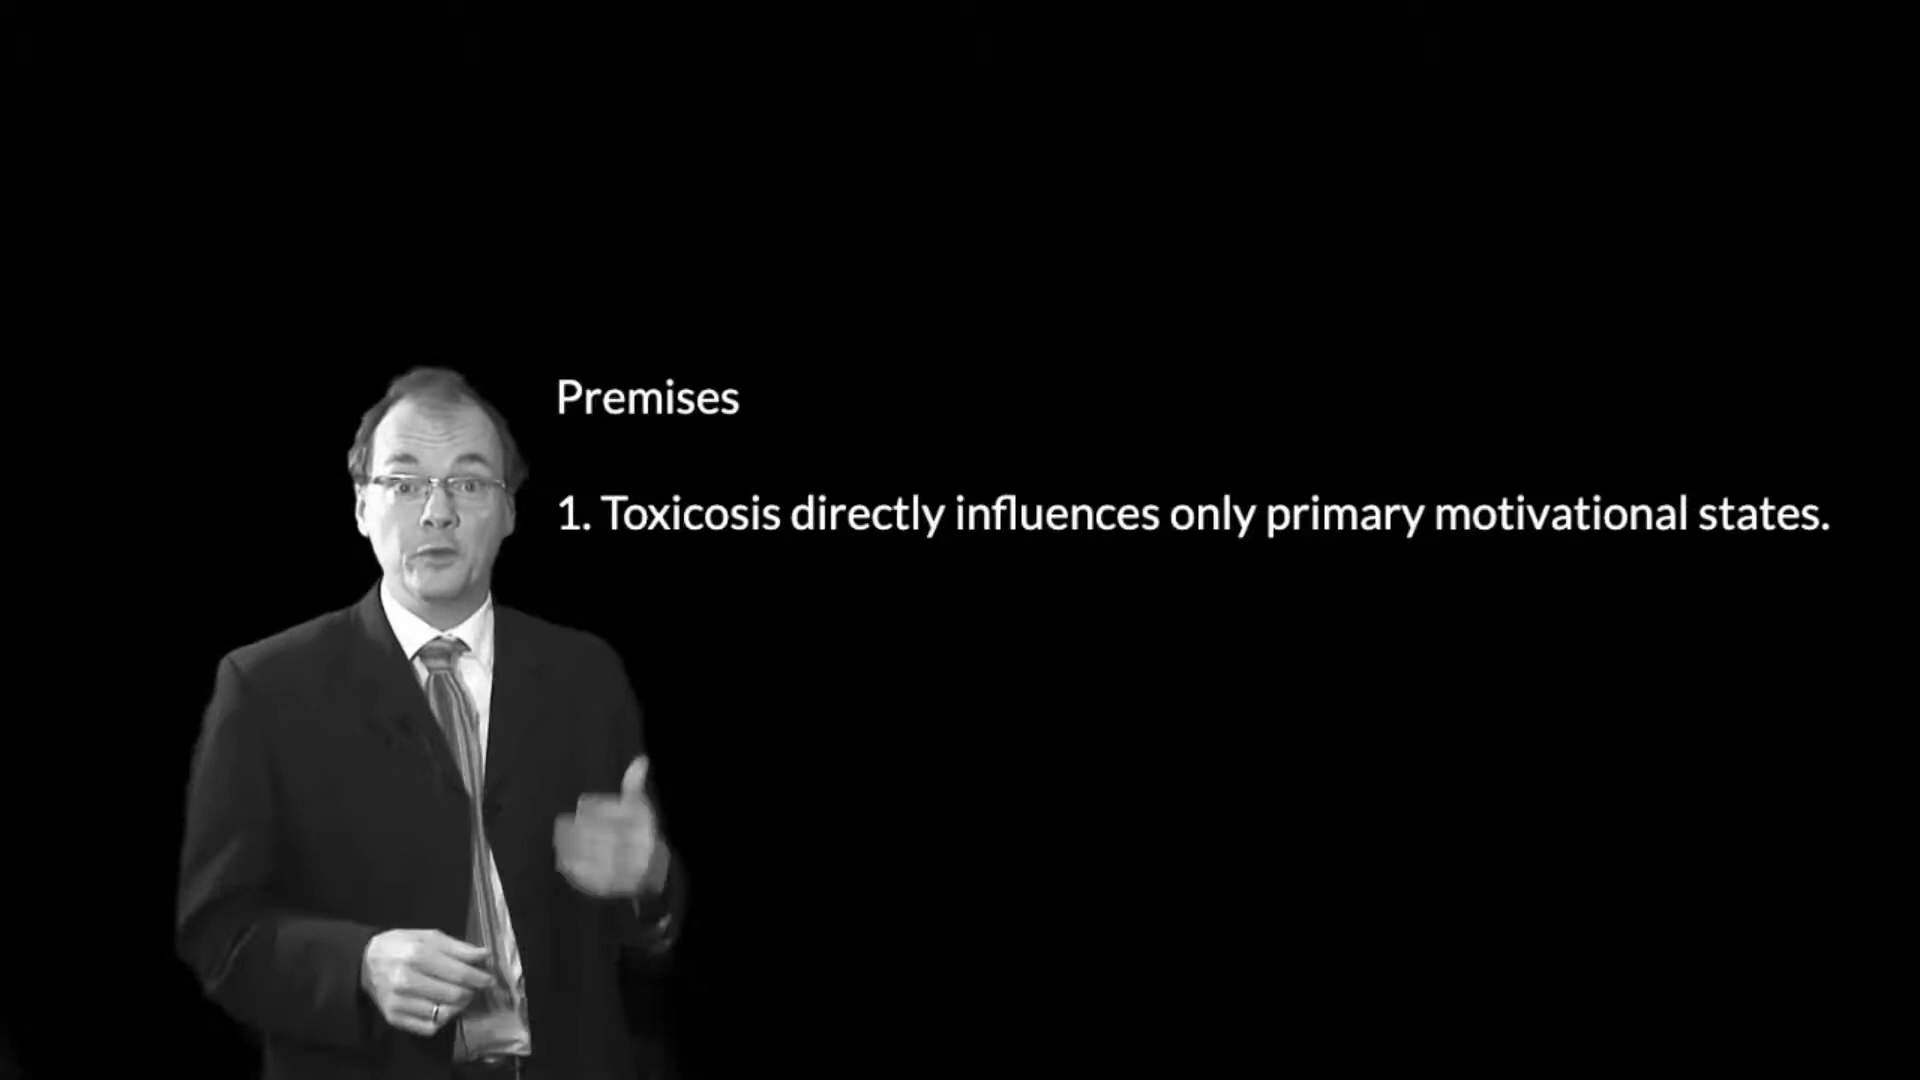 Premises
1. Toxicosis directly influences only primary motivational states.